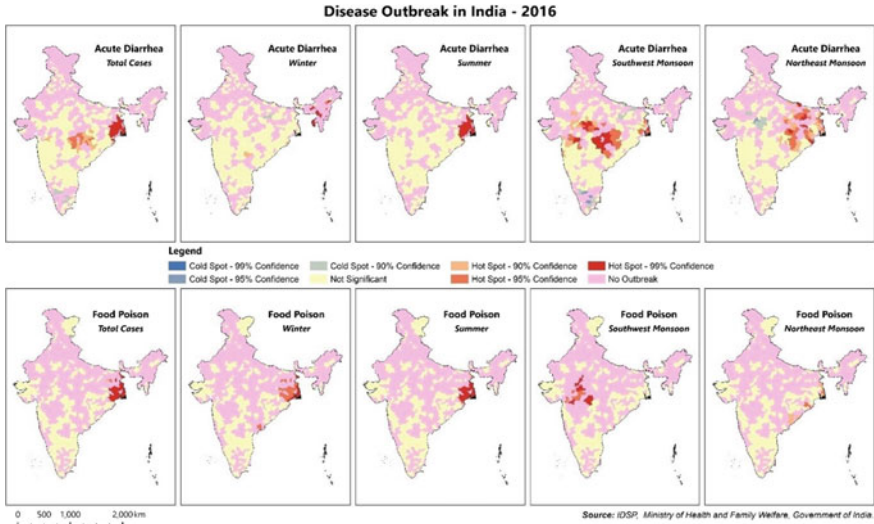 Disease Outbreak in India - 2016
Acute Diarrhea
Total Cases
Acute Diarrhea
Winter
Acute Diarrhea
Summer
Acute Diarrhea
Southwest Monsoon
Acute Diarrhea
Northeast Monsoon
Legend
Cold Spot - 99% Confidence
Cold Spot - 90% Confidence
Hot Spot - 90% Confidence
Hot Spot - 99% Confidence
Cold Spot - 95% Confidence
Not Significant
Hot Spot - 95% Confidence
No Outbreak
Food Poison
Total Cases
Food Poison
Winter
Food Poison
Summer
Food Poison
Southwest Monsoon
Food Poison
Northeast Monsoon
0 500 1,000 2,000 km
Source: IDSP, Ministry of Health and Family Welfare, Government of India.